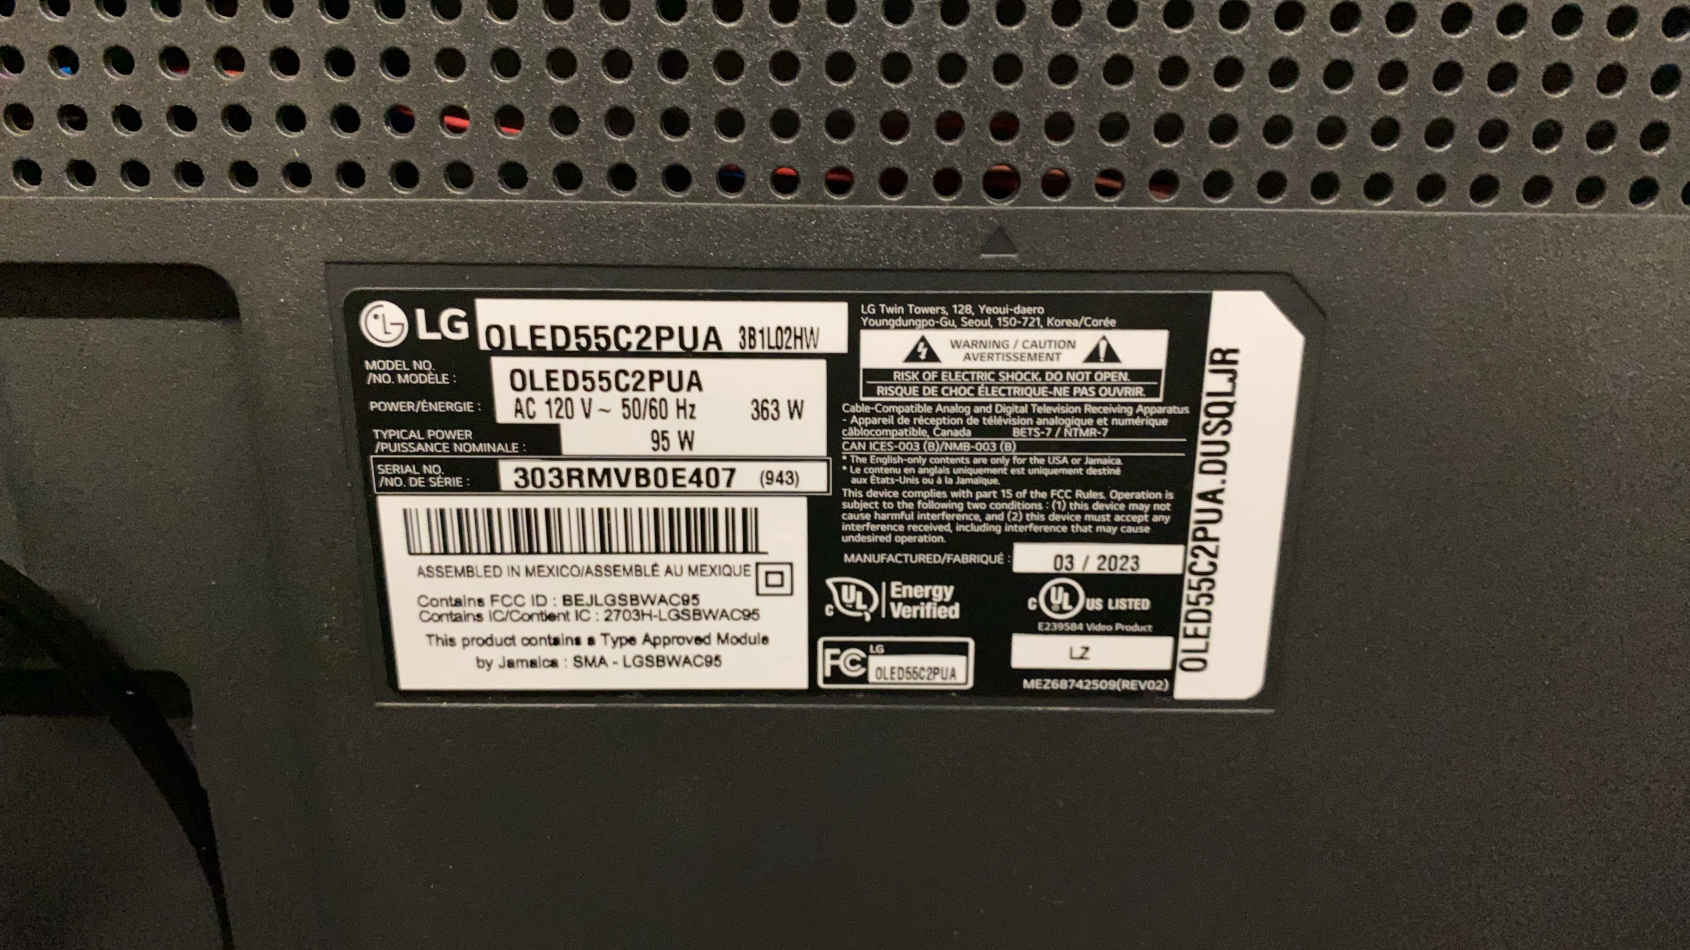 LG OLED55C2PUA 3B1L02HW
MODEL NO.
/NO. MODÈLE :
OLED55C2PUA
POWER/ÉNERGIE :
AC 120 V ~ 50/60 Hz 363 W
TYPICAL POWER
/PUISSANCE NOMINALE :
95 W
SERIAL NO.
/NO. DE SÉRIE :
303RMVB0E407 (943)
ASSEMBLED IN MEXICO/ASSEMBLÉ AU MEXIQUE
Contains FCC ID : BEJLGSBWAC95
Contains IC/Contient IC : 2703H-LGSBWAC95
This product contains a Type Approved Module
by Jamaica : SMA - LGSBWAC95
LG Twin Towers, 128, Yeoui-daero
Youngdungpo-Gu, Seoul, 150-721, Korea/Corée
WARNING / CAUTION
AVERTISSEMENT
RISK OF ELECTRIC SHOCK, DO NOT OPEN.
RISQUE DE CHOC ÉLECTRIQUE-NE PAS OUVRIR.
Cable-Compatible Analog and Digital Television Receiving Apparatus
- Appareil de réception de télévision analogique et numérique
câblocompatible, Canada BETS-7 / NTMR-7
CAN ICES-003 (B)/NMB-003 (B)
* The English-only contents are only for the USA or Jamaica.
* Le contenu en anglais uniquement est uniquement destiné
aux États-Unis ou à la Jamaïque.
This device complies with part 15 of the FCC Rules. Operation is
subject to the following two conditions : (1) this device may not
cause harmful interference, and (2) this device must accept any
interference received, including interference that may cause
undesired operation.
MANUFACTURED/FABRIQUÉ : 03 / 2023
c UL Energy
Verified
c UL US LISTED
E239584 Video Product
FC LG
OLED55C2PUA
LZ
MEZ68742509(REV02)
OLED55C2PUA.DUSQLJR